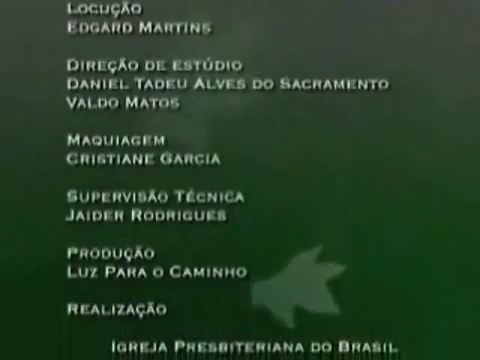 Locução
Edgard Martins
Direção de estúdio
Daniel Tadeu Alves do Sacramento
Valdo Matos
Maquiagem
Cristiane Garcia
Supervisão Técnica
Jaider Rodrigues
Produção
Luz Para o Caminho
Realização
Igreja Presbiteriana do Brasil